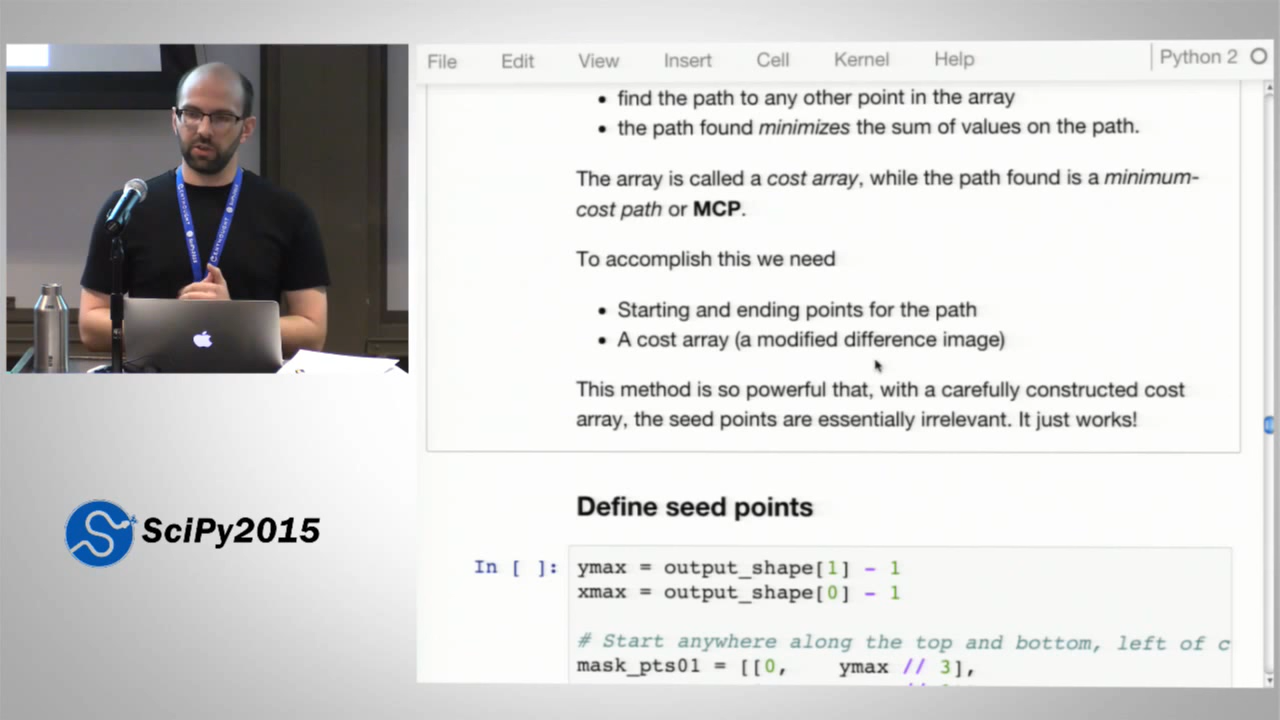 File Edit View Insert Cell Kernel Help Python 2
• find the path to any other point in the array
• the path found minimizes the sum of values on the path.
The array is called a cost array, while the path found is a minimum-
cost path or MCP.
To accomplish this we need
• Starting and ending points for the path
• A cost array (a modified difference image)
This method is so powerful that, with a carefully constructed cost
array, the seed points are essentially irrelevant. It just works!
Define seed points
In [ ]: ymax = output_shape[1] - 1
xmax = output_shape[0] - 1
# Start anywhere along the top and bottom, left of c
mask_pts01 = [[0, ymax // 3],
SciPy2015
ENTHOUGHT